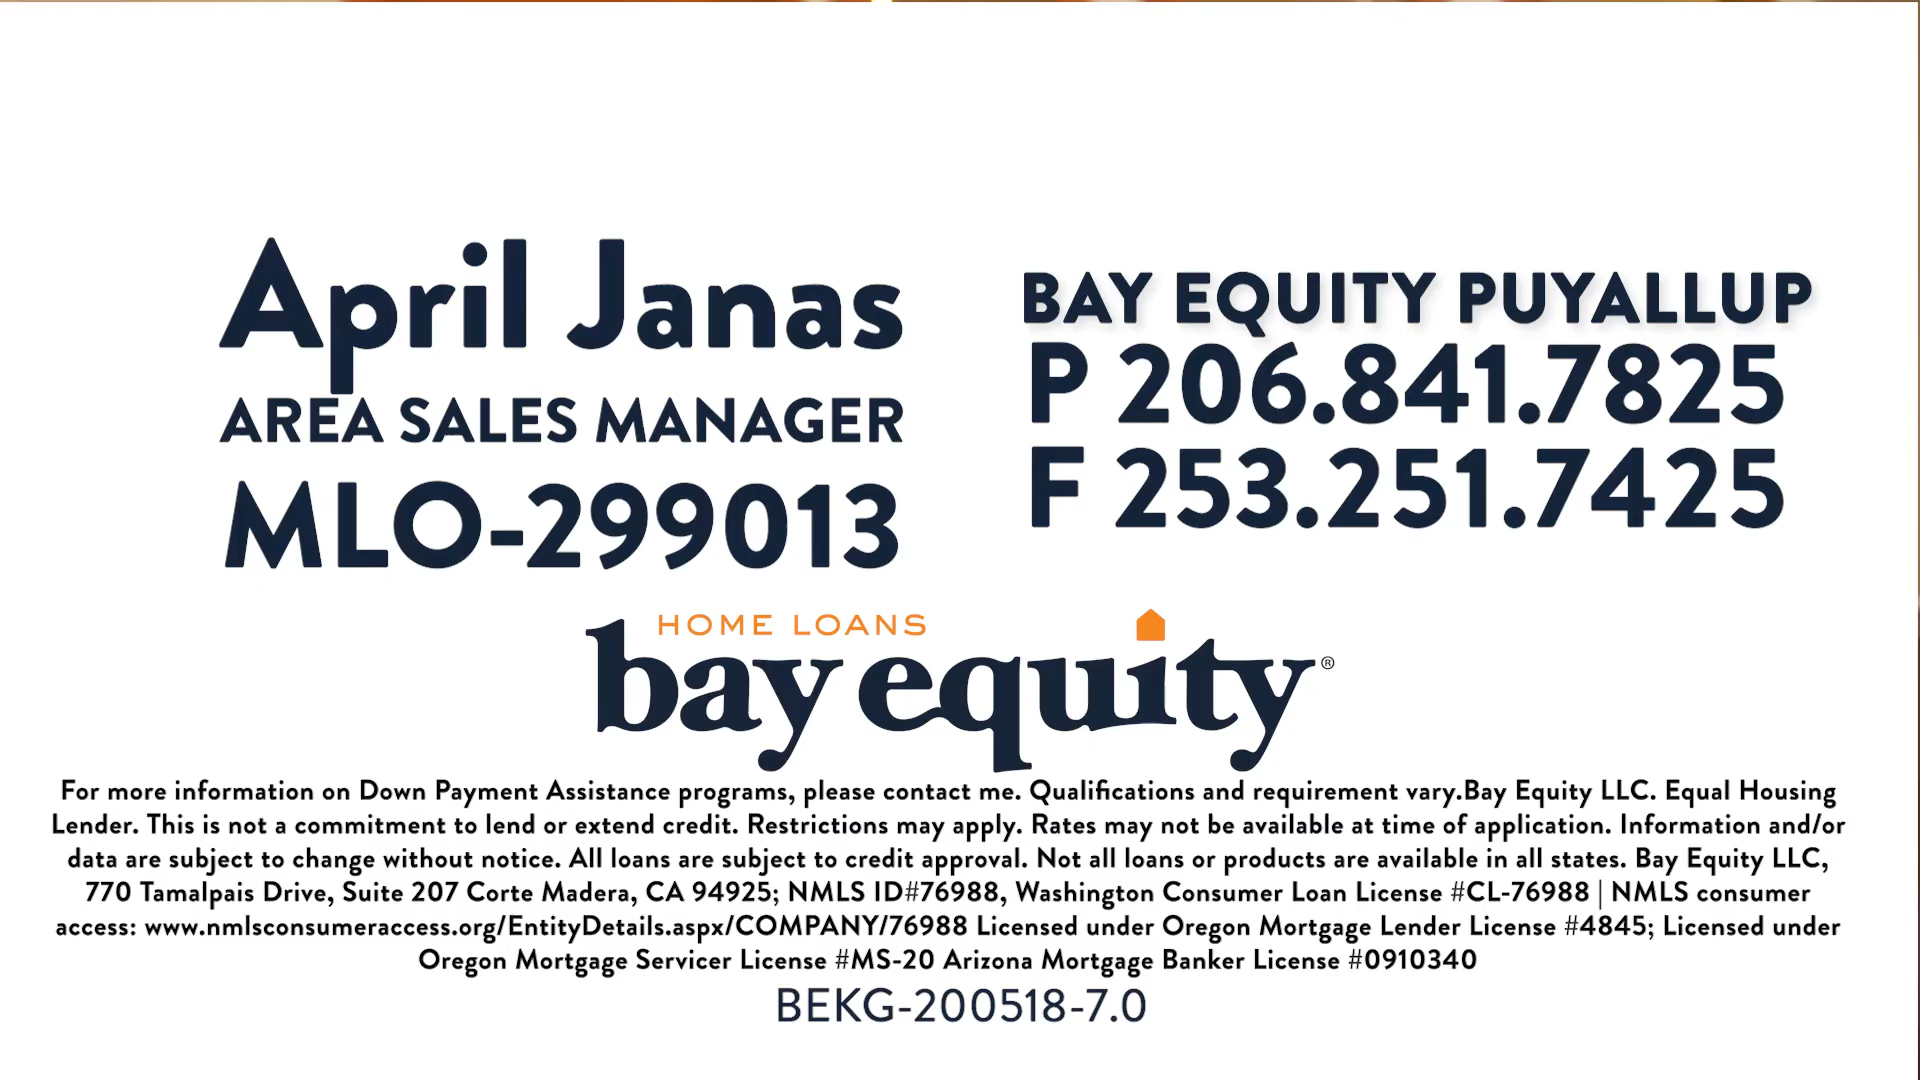 April Janas
AREA SALES MANAGER
MLO-299013
BAY EQUITY PUYALLUP
P 206.841.7825
F 253.251.7425
HOME LOANS
bay equity®
For more information on Down Payment Assistance programs, please contact me. Qualifications and requirement vary.Bay Equity LLC. Equal Housing
Lender. This is not a commitment to lend or extend credit. Restrictions may apply. Rates may not be available at time of application. Information and/or
data are subject to change without notice. All loans are subject to credit approval. Not all loans or products are available in all states. Bay Equity LLC,
770 Tamalpais Drive, Suite 207 Corte Madera, CA 94925; NMLS ID#76988, Washington Consumer Loan License #CL-76988 | NMLS consumer
access: www.nmlsconsumeraccess.org/EntityDetails.aspx/COMPANY/76988 Licensed under Oregon Mortgage Lender License #4845; Licensed under
Oregon Mortgage Servicer License #MS-20 Arizona Mortgage Banker License #0910340
BEKG-200518-7.0